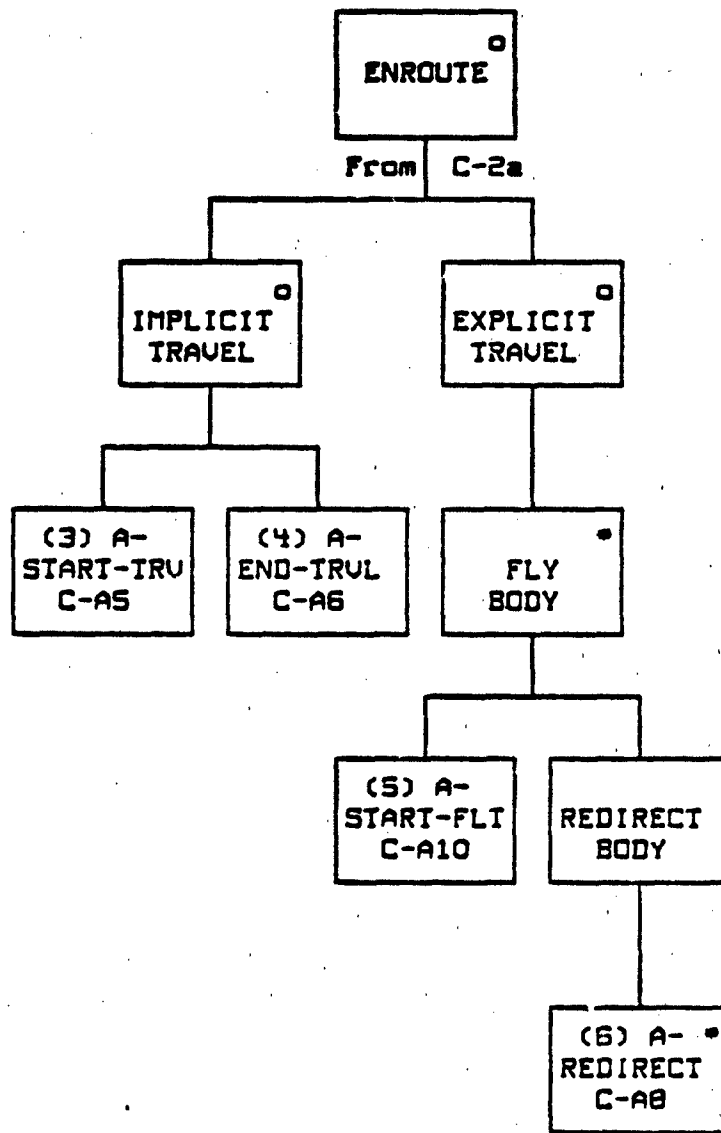 ENROUTE
From C-2a
IMPLICIT
TRAVEL
EXPLICIT
TRAVEL
(3) A-
START-TRV
C-A5
(4) A-
END-TRVL
C-A6
*
FLY
BODY
(5) A-
START-FLT
C-A10
REDIRECT
BODY
(6) A- *
REDIRECT
C-A8